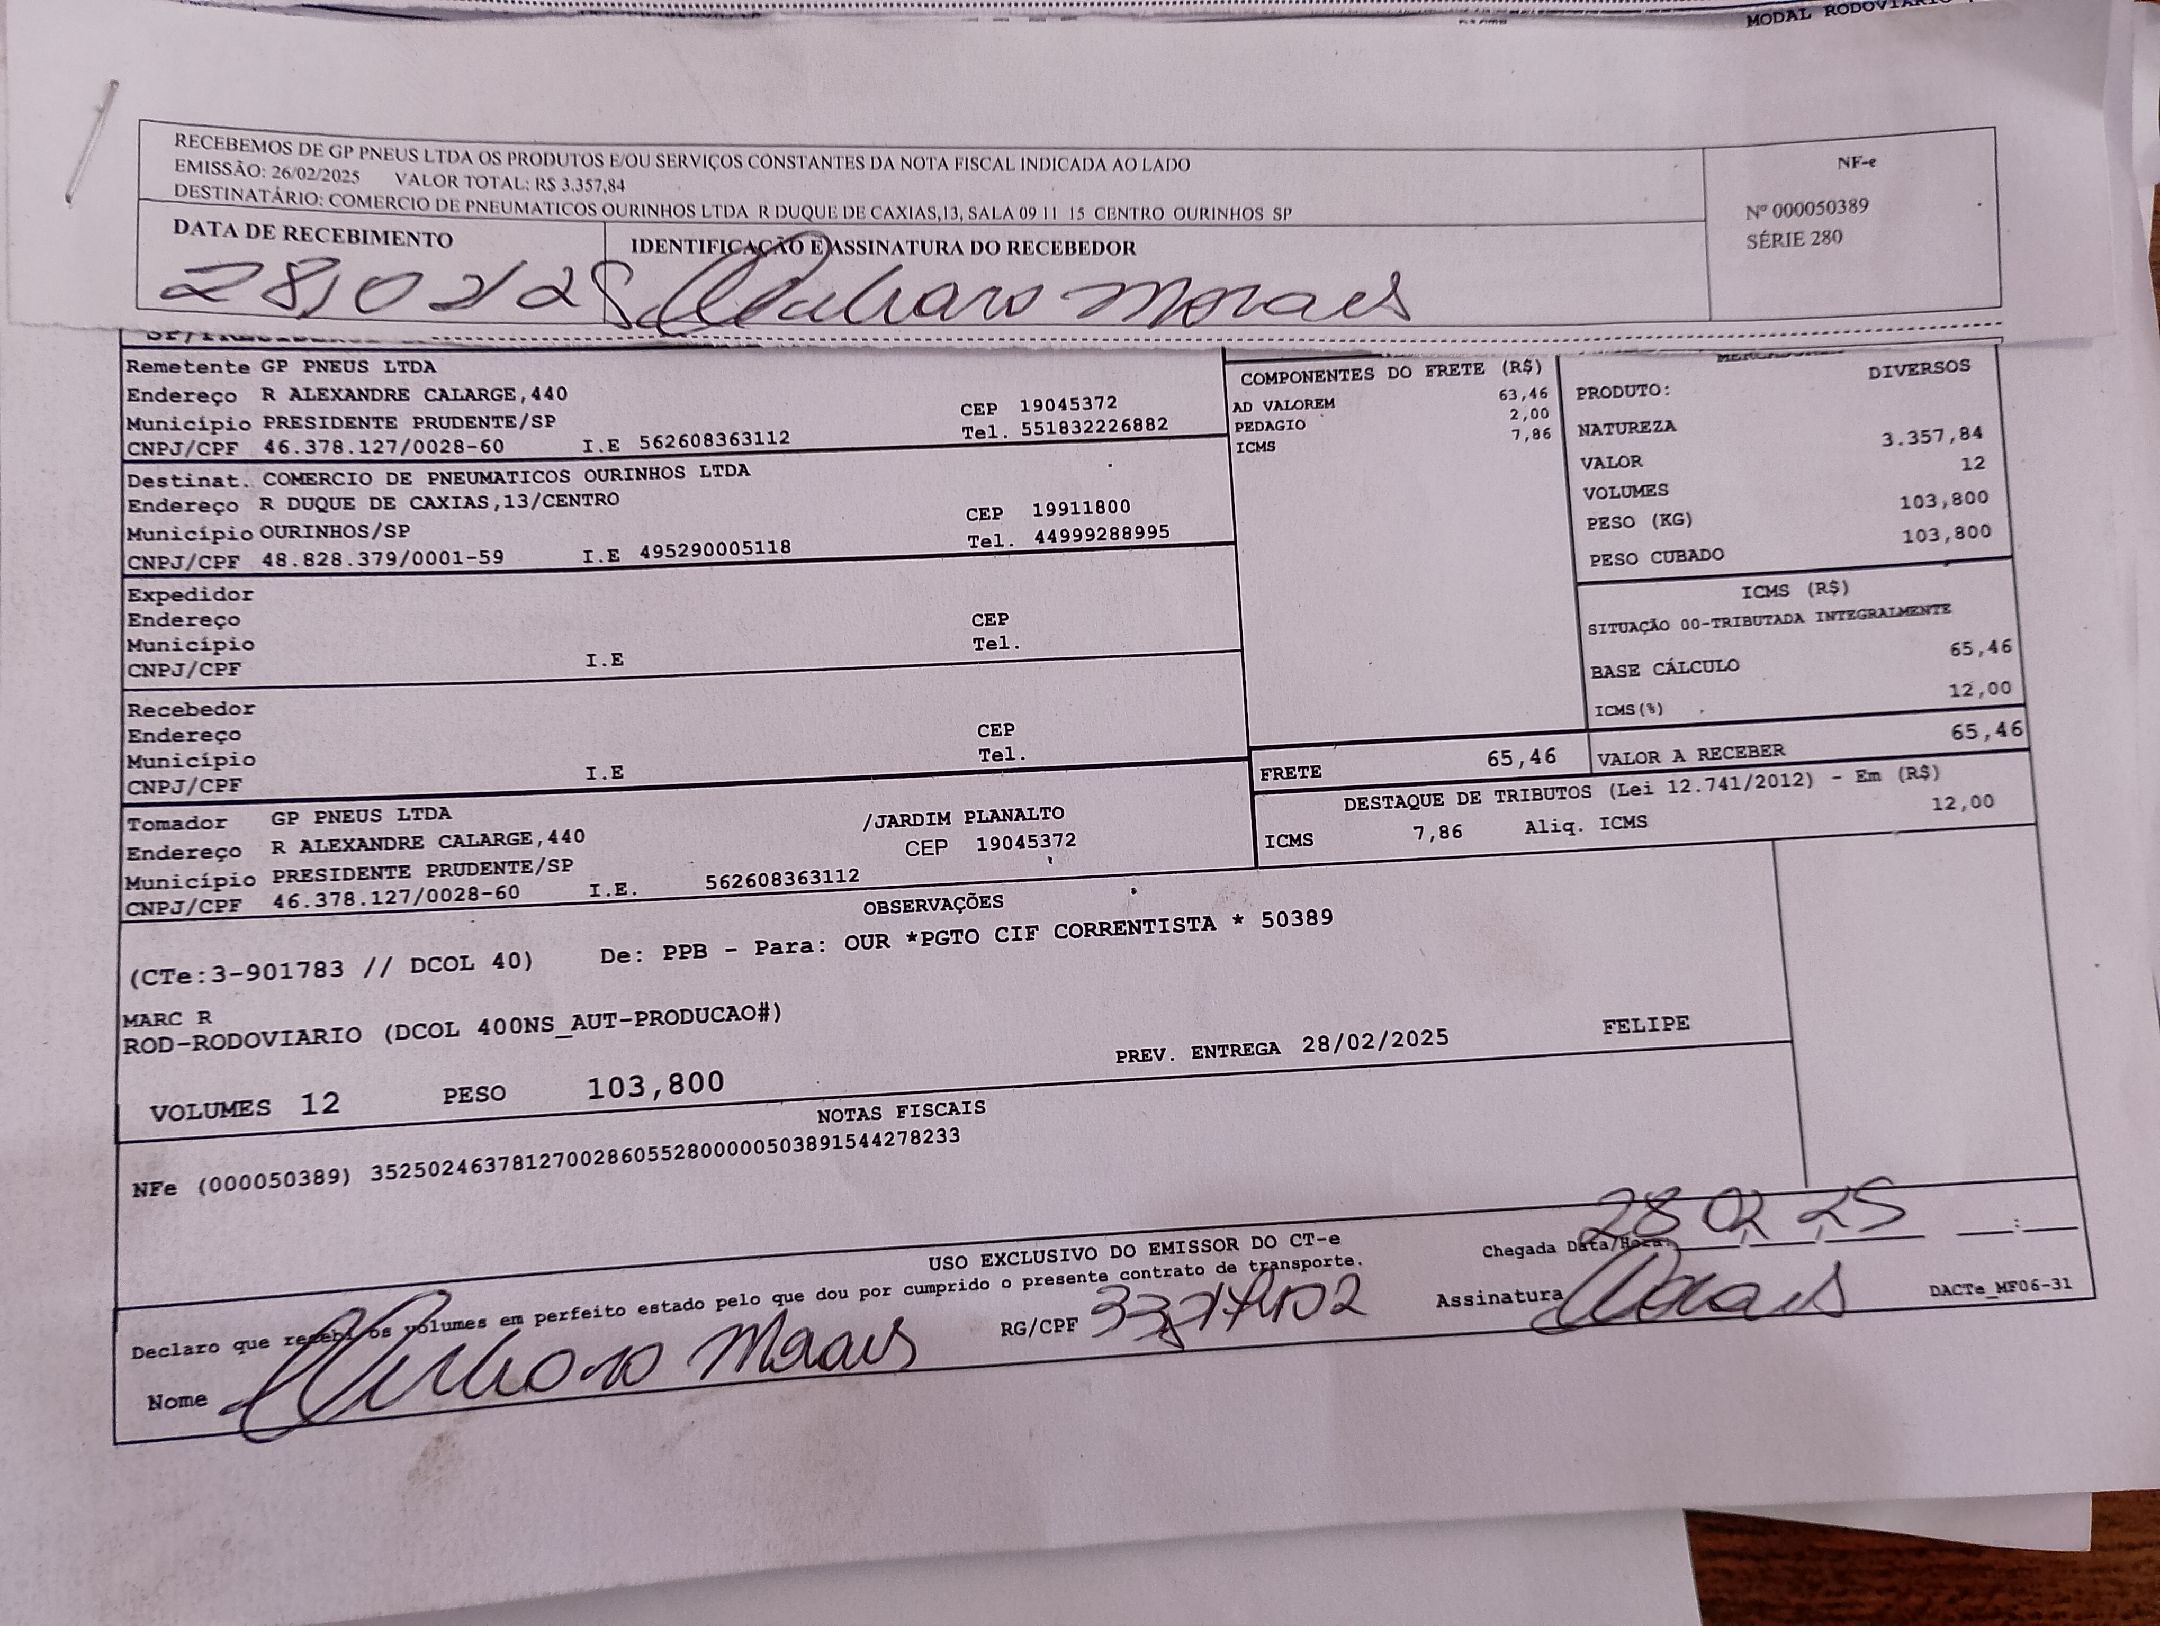 MODAL RODOVIÁRIO
RECEBEMOS DE GP PNEUS LTDA OS PRODUTOS E/OU SERVIÇOS CONSTANTES DA NOTA FISCAL INDICADA AO LADO
EMISSÃO: 26/02/2025 VALOR TOTAL: R$ 3.357,84
DESTINATÁRIO: COMERCIO DE PNEUMATICOS OURINHOS LTDA R DUQUE DE CAXIAS,13, SALA 09 11 15 CENTRO OURINHOS SP
NF-e
Nº 000050389
SÉRIE 280
DATA DE RECEBIMENTO
28/02/25
IDENTIFICAÇÃO E ASSINATURA DO RECEBEDOR
Moraes
Remetente GP PNEUS LTDA
Endereço R ALEXANDRE CALARGE,440
Município PRESIDENTE PRUDENTE/SP CEP 19045372
CNPJ/CPF 46.378.127/0028-60 I.E 562608363112 Tel. 551832226882
Destinat. COMERCIO DE PNEUMATICOS OURINHOS LTDA
Endereço R DUQUE DE CAXIAS,13/CENTRO
Município OURINHOS/SP CEP 19911800
CNPJ/CPF 48.828.379/0001-59 I.E 495290005118 Tel. 44999288995
Expedidor
Endereço
Município CEP
CNPJ/CPF I.E Tel.
Recebedor
Endereço
Município CEP
CNPJ/CPF I.E Tel.
Tomador GP PNEUS LTDA
Endereço R ALEXANDRE CALARGE,440 /JARDIM PLANALTO
Município PRESIDENTE PRUDENTE/SP CEP 19045372
CNPJ/CPF 46.378.127/0028-60 I.E. 562608363112
COMPONENTES DO FRETE (R$)
AD VALOREM 63,46
PEDAGIO 2,00
ICMS 7,86
FRETE 65,46
PRODUTO: DIVERSOS
NATUREZA
VALOR 3.357,84
VOLUMES 12
PESO (KG) 103,800
PESO CUBADO 103,800
ICMS (R$)
SITUAÇÃO 00-TRIBUTADA INTEGRALMENTE
BASE CÁLCULO 65,46
ICMS(%) 12,00
VALOR A RECEBER 65,46
DESTAQUE DE TRIBUTOS (Lei 12.741/2012) - Em (R$)
ICMS 7,86 Aliq. ICMS 12,00
OBSERVAÇÕES
(CTe:3-901783 // DCOL 40) De: PPB - Para: OUR *PGTO CIF CORRENTISTA * 50389
MARC R
ROD-RODOVIARIO (DCOL 400NS_AUT-PRODUCAO#)
PREV. ENTREGA 28/02/2025 FELIPE
VOLUMES 12 PESO 103,800
NOTAS FISCAIS
NFe (000050389) 35250246378127002860552800000503891544278233
USO EXCLUSIVO DO EMISSOR DO CT-e
Declaro que recebi os volumes em perfeito estado pelo que dou por cumprido o presente contrato de transporte.
Chegada Data/Hora: 28 02 25 :
Nome Moraes RG/CPF Assinatura Moraes
DACTe_MF06-31